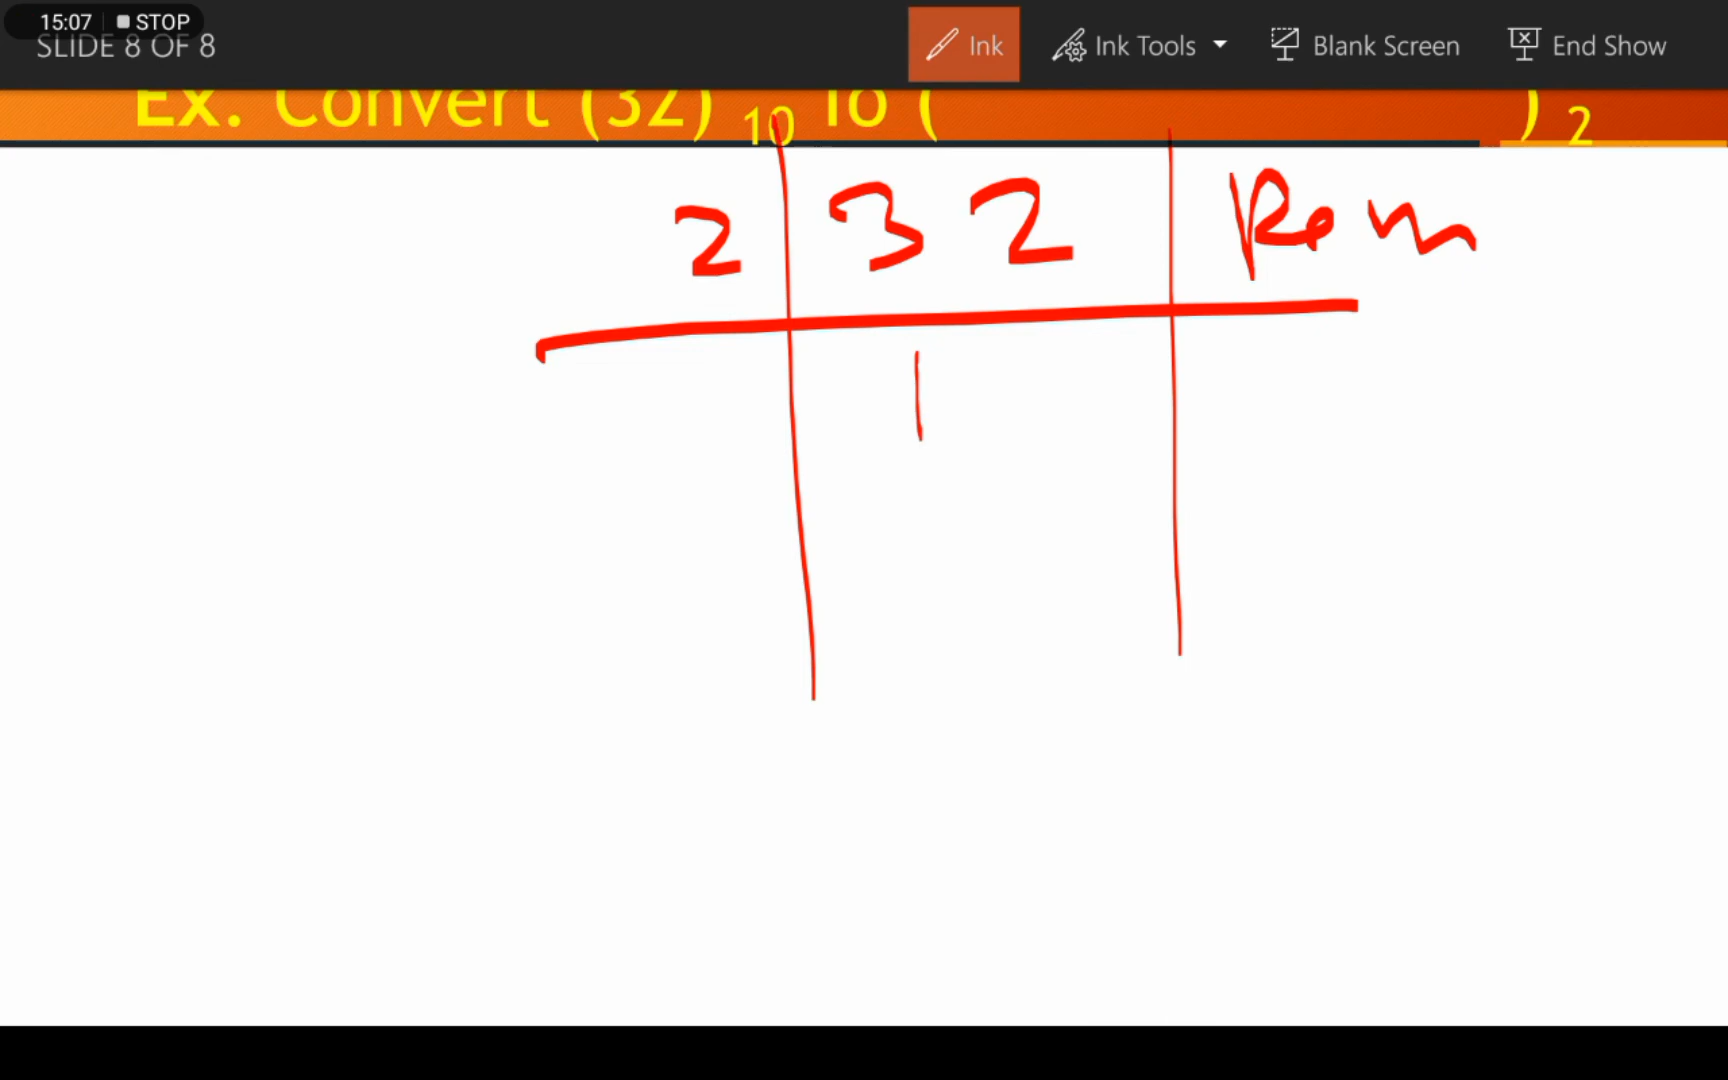 15:07 STOP
SLIDE 8 OF 8
Ink Ink Tools Blank Screen End Show
Ex. Convert (32) 10 To ( ) 2
2 32 Rem
1